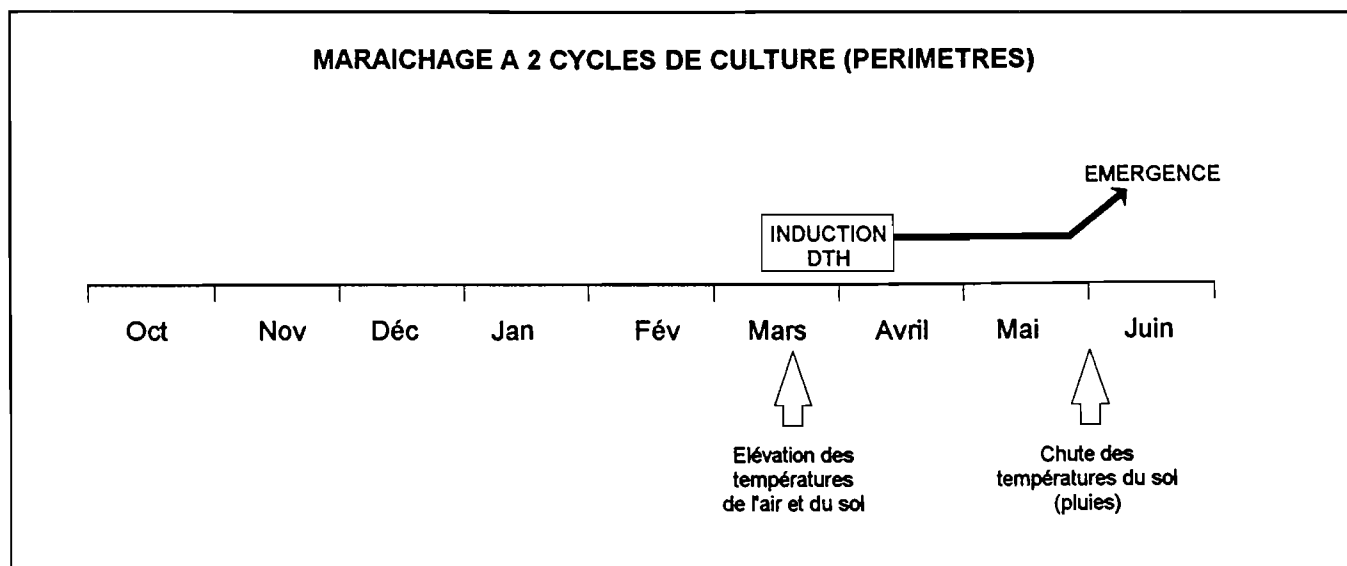 MARAICHAGE A 2 CYCLES DE CULTURE (PERIMETRES)
EMERGENCE
INDUCTION
DTH
Oct Nov Déc Jan Fév Mars Avril Mai Juin
Elévation des
températures
de l'air et du sol
Chute des
températures du sol
(pluies)